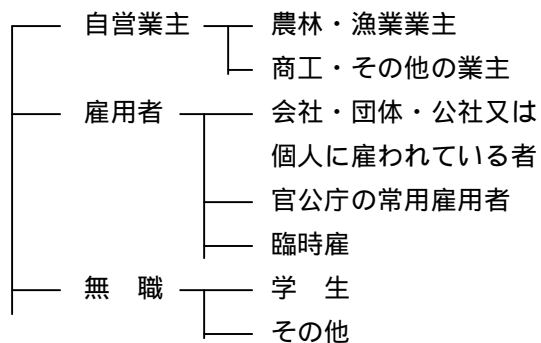 自営業主 農林・漁業業主
商工・その他の業主
雇用者 会社・団体・公社又は
個人に雇われている者
官公庁の常用雇用者
臨時雇
無　職 学　生
その他